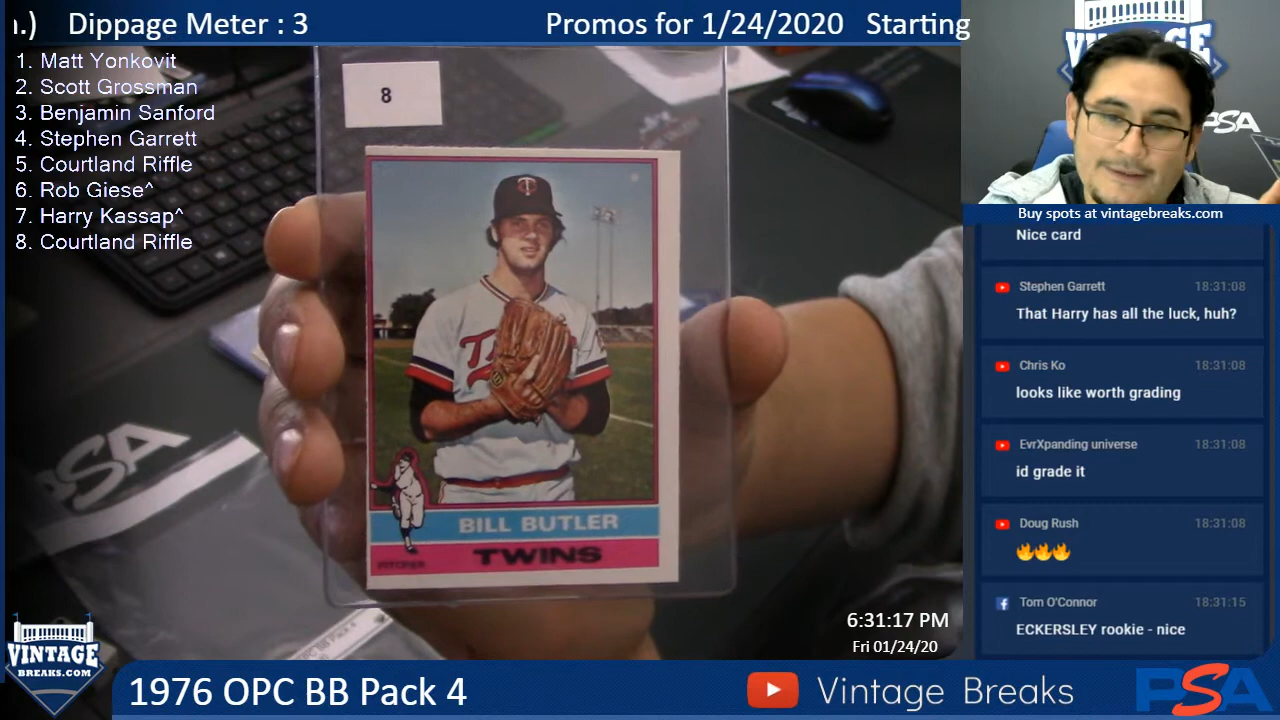 ı.) Dippage Meter : 3 Promos for 1/24/2020 Starting
1. Matt Yonkovit
2. Scott Grossman
3. Benjamin Sanford
4. Stephen Garrett
5. Courtland Riffle
6. Rob Giese^
7. Harry Kassap^
8. Courtland Riffle
8
T
BILL BUTLER
TWINS
PITCHER
PSA
VINTAGE
PSA
Buy spots at vintagebreaks.com
Nice card
Stephen Garrett 18:31:08
That Harry has all the luck, huh?
Chris Ko 18:31:08
looks like worth grading
EvrXpanding universe 18:31:08
id grade it
Doug Rush 18:31:08
🔥🔥🔥
Tom O'Connor 18:31:15
ECKERSLEY rookie - nice
6:31:17 PM
Fri 01/24/20
VINTAGE
BREAKS.COM
1976 OPC BB Pack 4
Vintage Breaks
PSA